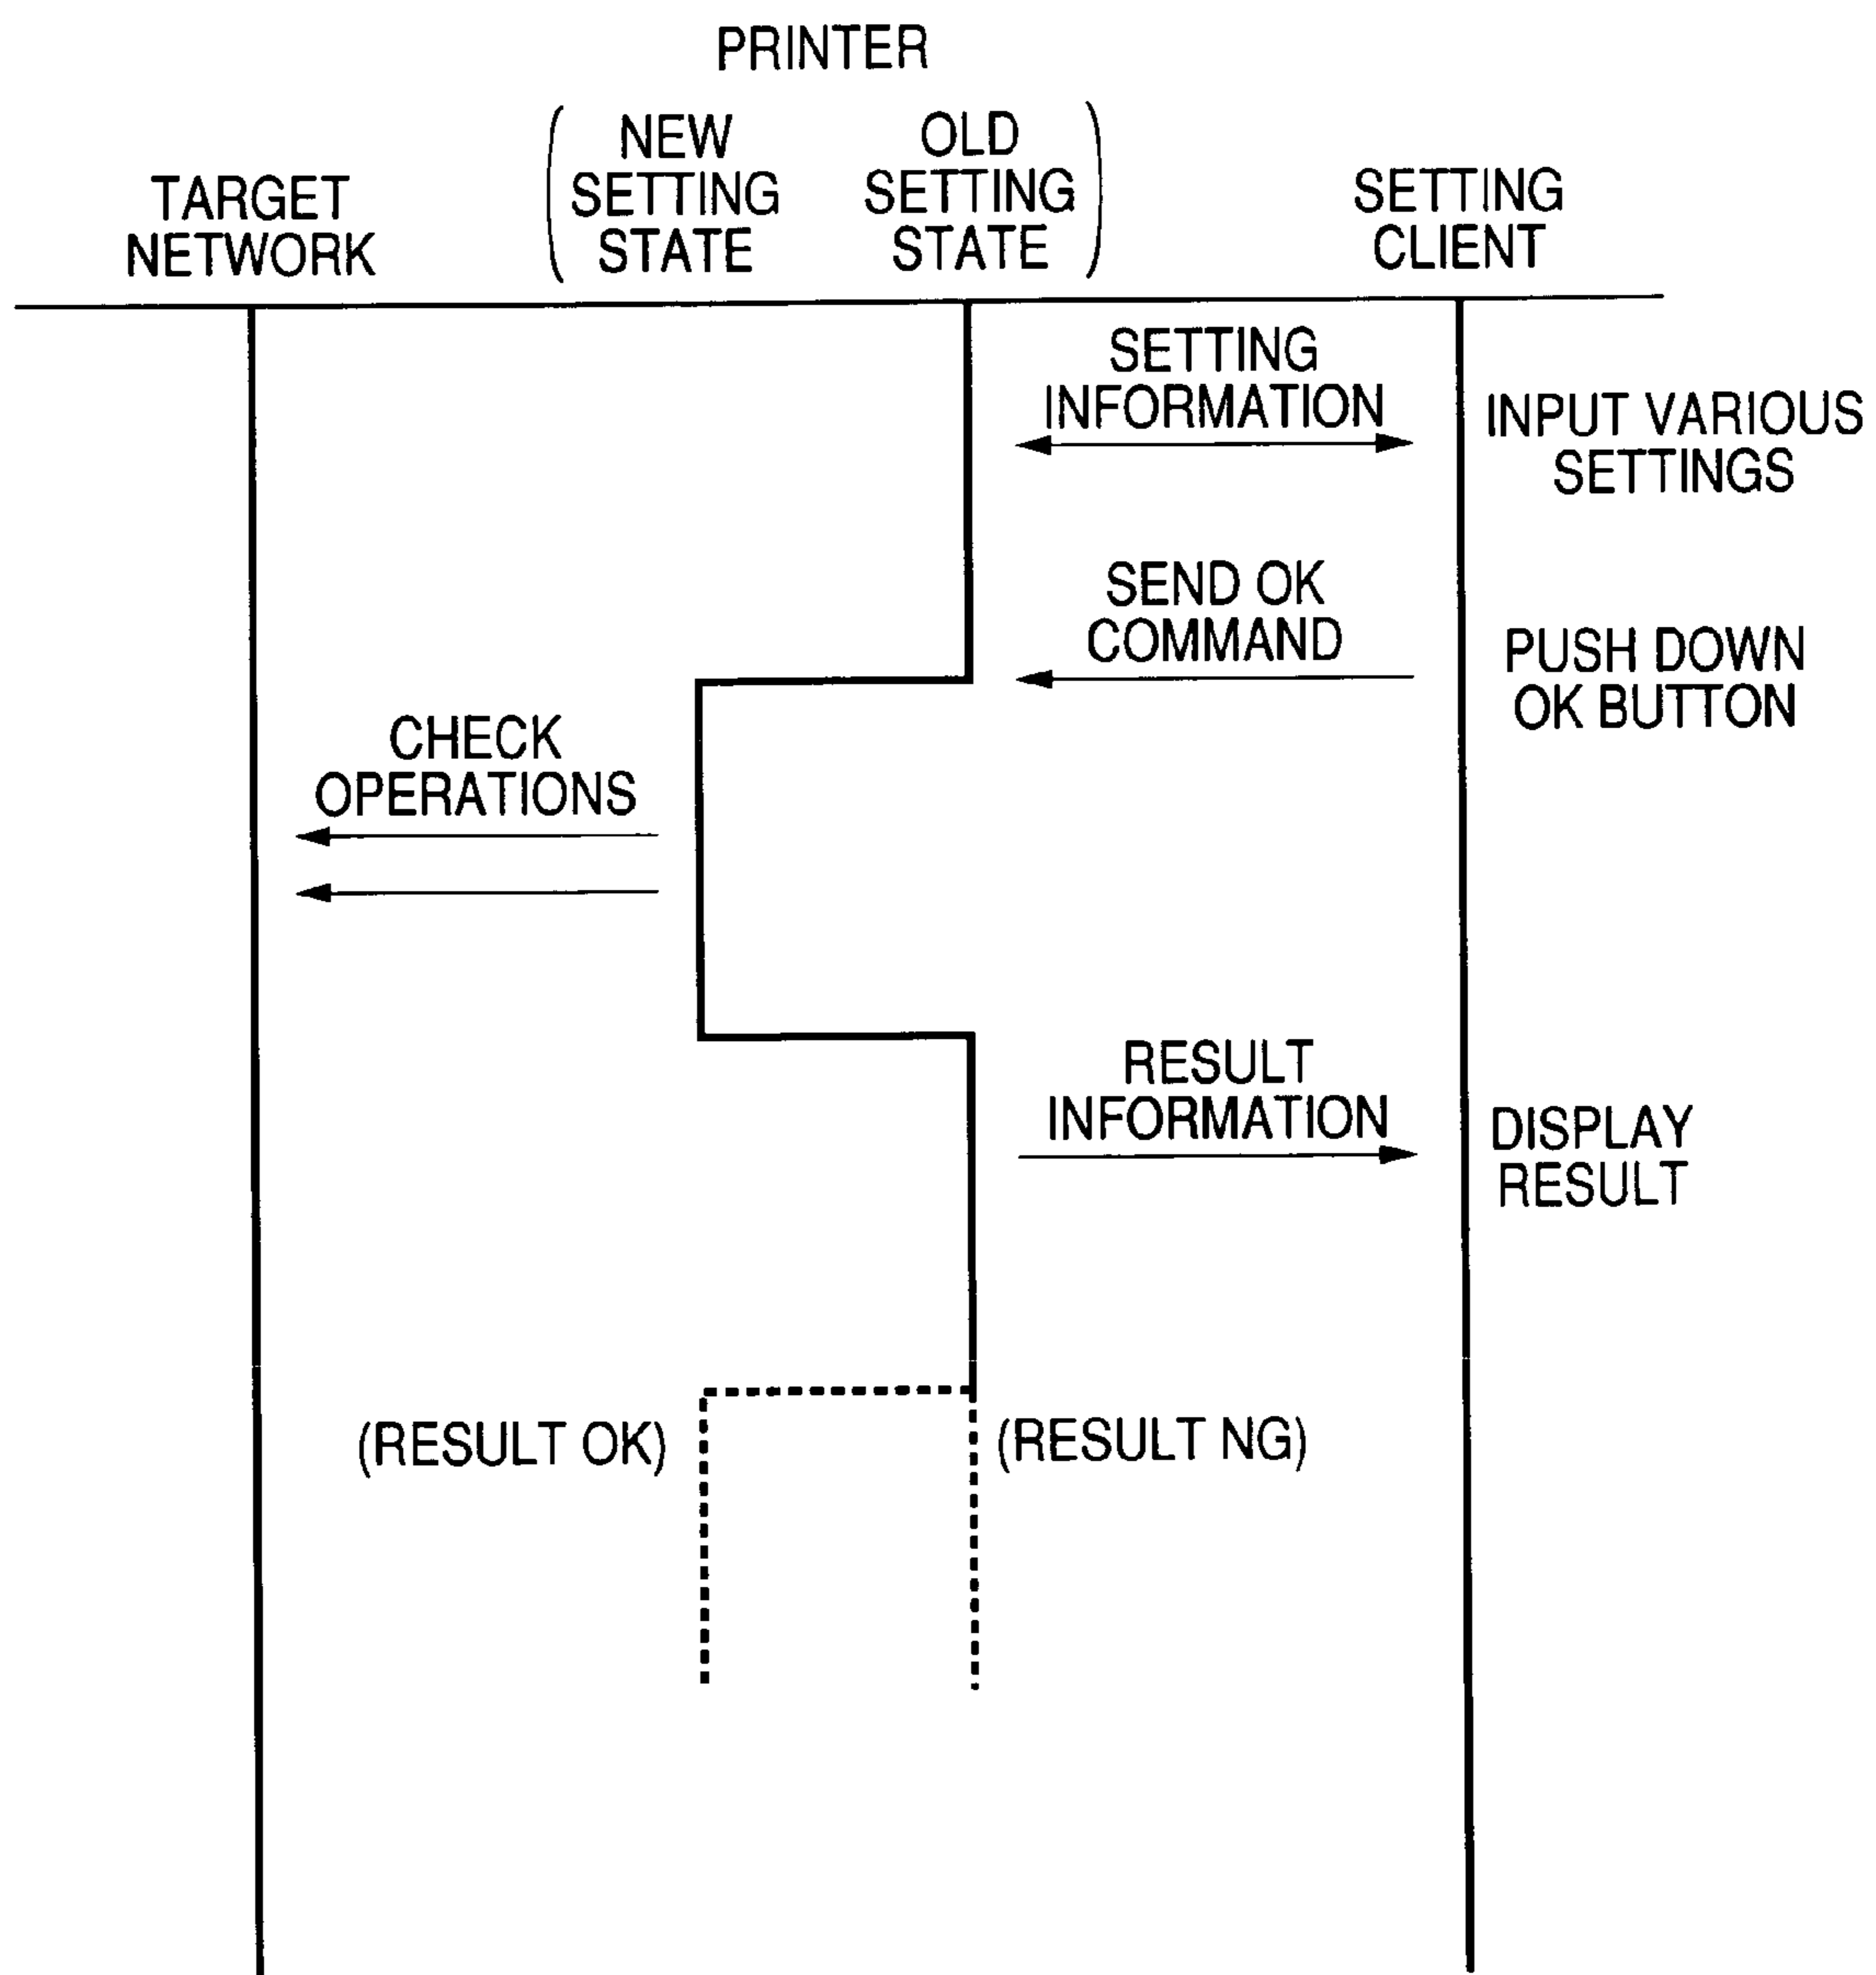 PRINTER
TARGET
NETWORK
NEW
SETTING
STATE
OLD
SETTING
STATE
SETTING
CLIENT
SETTING
INFORMATION
INPUT VARIOUS
SETTINGS
SEND OK
COMMAND
PUSH DOWN
OK BUTTON
CHECK
OPERATIONS
RESULT
INFORMATION
DISPLAY
RESULT
(RESULT OK)
(RESULT NG)